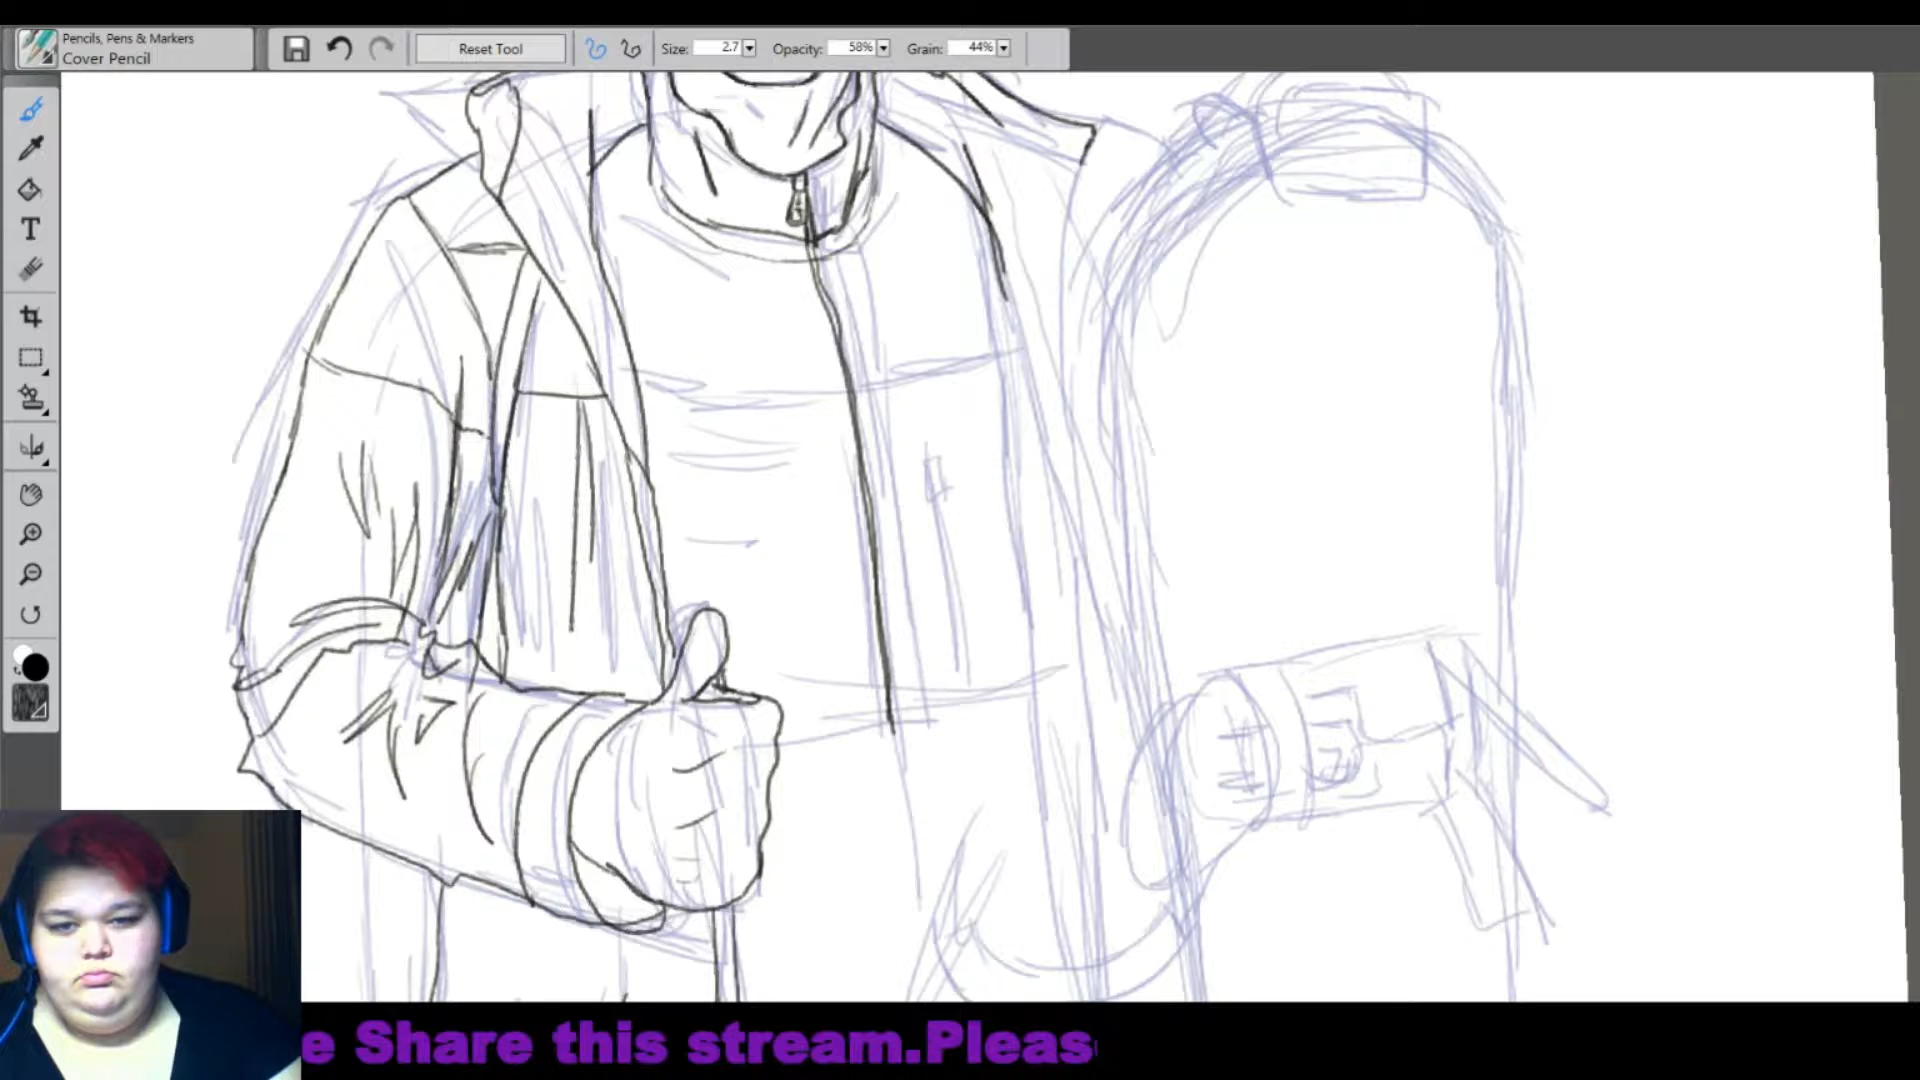 Pencils, Pens & Markers
Cover Pencil
Reset Tool
Size: 2.7
Opacity: 58%
Grain: 44%
T
e Share this stream.Pleas